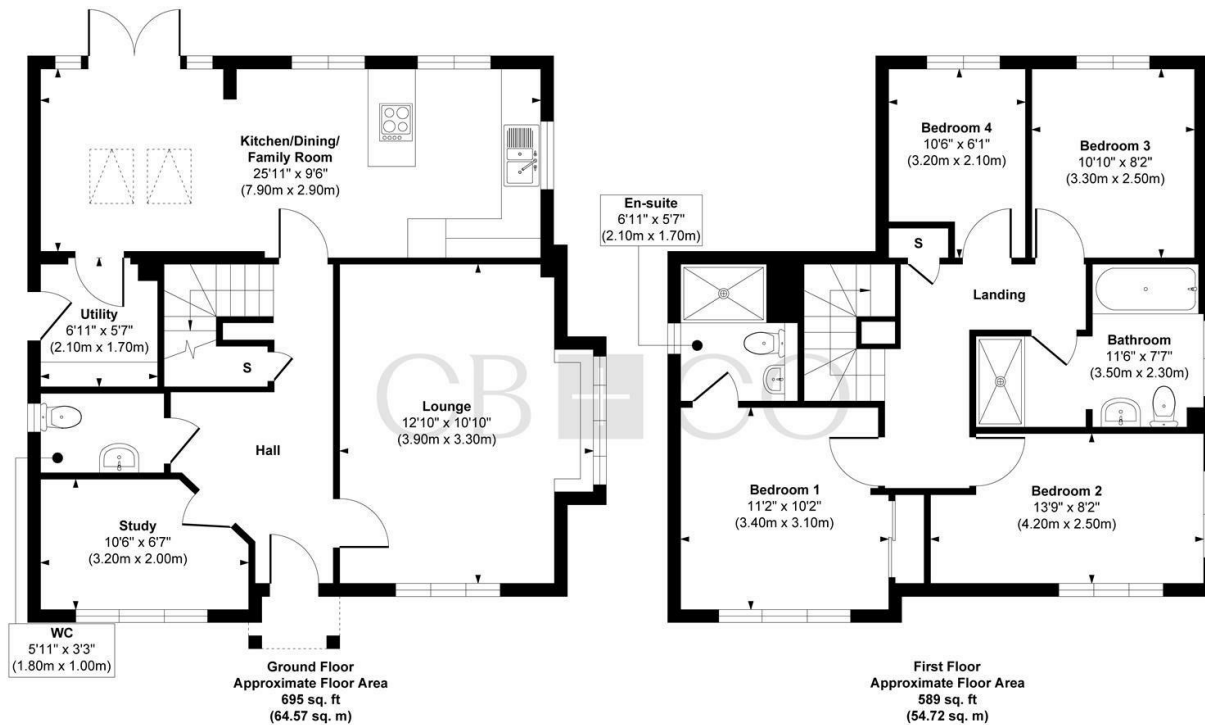 Kitchen/Dining/
Family Room
25'11" x 9'6"
(7.90m x 2.90m)
Utility
6'11" x 5'7"
(2.10m x 1.70m)
S
Lounge
12'10" x 10'10"
(3.90m x 3.30m)
Hall
Study
10'6" x 6'7"
(3.20m x 2.00m)
WC
5'11" x 3'3"
(1.80m x 1.00m)
Ground Floor
Approximate Floor Area
695 sq. ft
(64.57 sq. m)
Bedroom 4
10'6" x 6'1"
(3.20m x 2.10m)
Bedroom 3
10'10" x 8'2"
(3.30m x 2.50m)
En-suite
6'11" x 5'7"
(2.10m x 1.70m)
S
Landing
Bathroom
11'6" x 7'7"
(3.50m x 2.30m)
Bedroom 1
11'2" x 10'2"
(3.40m x 3.10m)
Bedroom 2
13'9" x 8'2"
(4.20m x 2.50m)
First Floor
Approximate Floor Area
589 sq. ft
(54.72 sq. m)
CB+CO